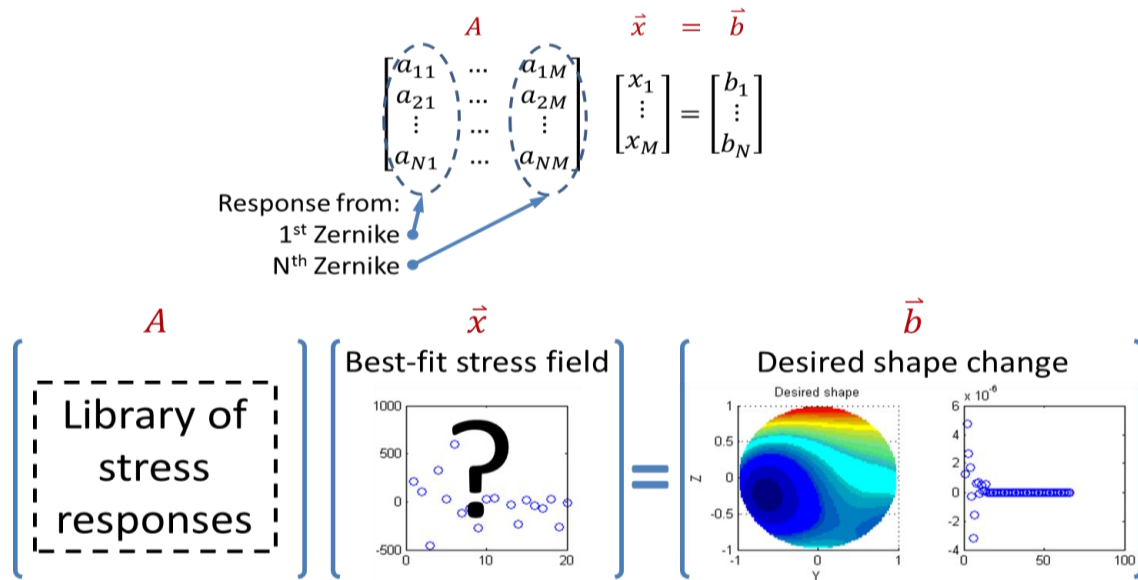 A x⃗ = b⃗
a₁₁ ... a₁M x₁ b₁
a₂₁ ... a₂M ⋮ = ⋮
⋮ ... ⋮ xM bN
aN₁ ... aNM
Response from:
1st Zernike
Nth Zernike
A x⃗ b⃗
Library of
stress
responses
Best-fit stress field
1000
500
0
-500
0 10 20
?
=
Desired shape change
Desired shape
1
0.5
0
-0.5
-1
-1 0 1
Z
Y
x 10⁻⁶
6
4
2
0
-2
-4
0 50 100